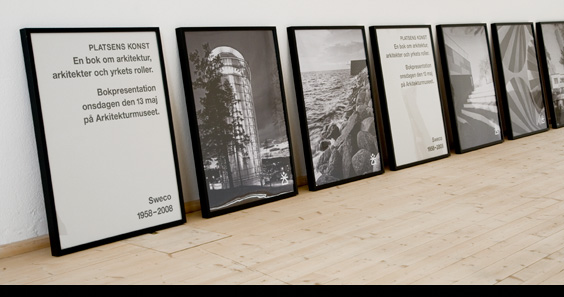 PLATSENS KONST
En bok om arkitektur,
arkitekter och yrkets roller.
Bokpresentation
onsdagen den 13 maj
på Arkitekturmuseet.
Sweco
1958–2008
PLATSENS KONST
En bok om arkitektur,
arkitekter och yrkets roller.
Bokpresentation
onsdagen den 13 maj
på Arkitekturmuseet.
Sweco
1958–2008